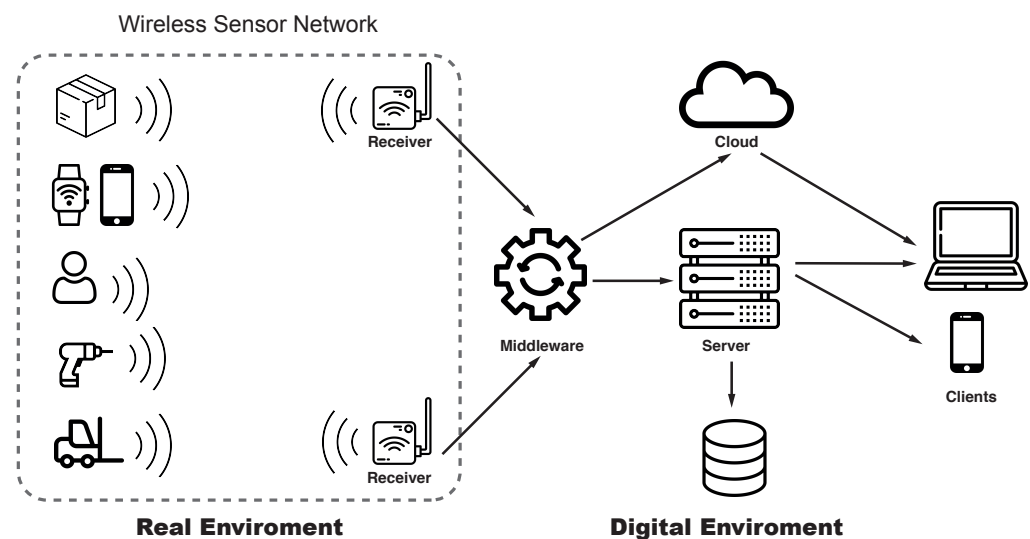 Wireless Sensor Network
Receiver
Cloud
Middleware
Server
Clients
Receiver
Real Enviroment
Digital Enviroment